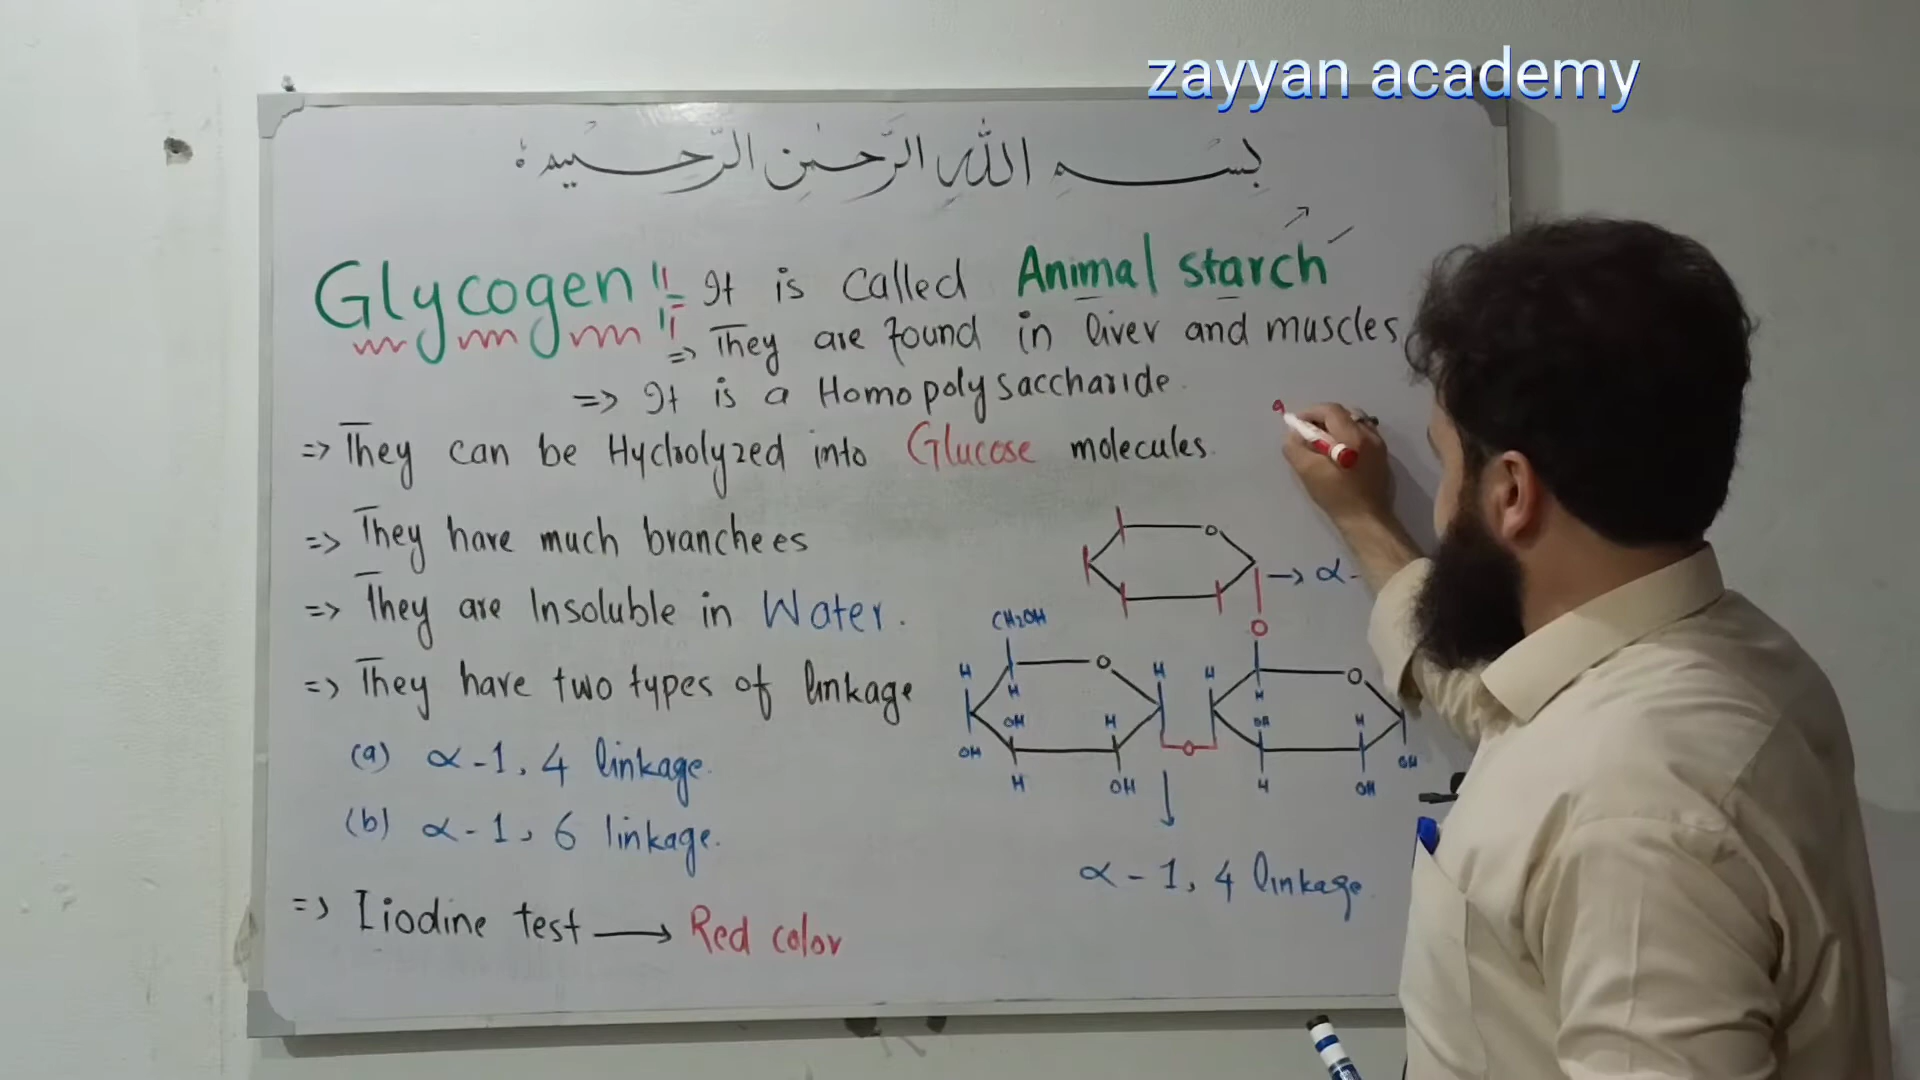 zayyan academy
بسم الله الرحمن الرحيم
Glycogen := It is called Animal starch
=> They are found in liver and muscles
=> It is a Homopolysaccharide.
=> They can be Hydrolyzed into Glucose molecules.
=> They have much branchees
=> They are Insoluble in Water.
=> They have two types of linkage
(a) α-1,4 linkage.
(b) α-1,6 linkage.
=> Iiodine test → Red color
O
→ α-
O
CH₂OH
H O H H O
H H
OH H OH H
OH O OH
H OH H OH
α-1,4 linkage.